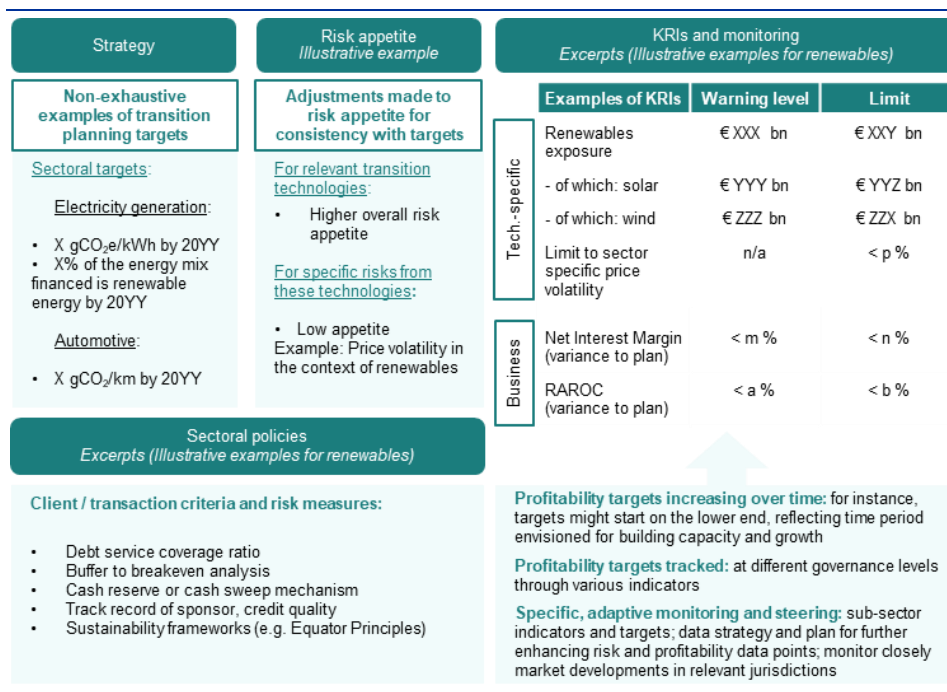 Strategy
Non-exhaustive
examples of transition
planning targets
Sectoral targets:
Electricity generation:
• X gCO₂e/kWh by 20YY
• X% of the energy mix
financed is renewable
energy by 20YY
Automotive:
• X gCO₂/km by 20YY
Risk appetite
Illustrative example
Adjustments made to
risk appetite for
consistency with targets
For relevant transition
technologies:
• Higher overall risk
appetite
For specific risks from
these technologies:
• Low appetite
Example: Price volatility in
the context of renewables
KRIs and monitoring
Excerpts (Illustrative examples for renewables)
Examples of KRIs Warning level Limit
Tech.-specific
Renewables € XXX bn € XXY bn
exposure
- of which: solar € YYY bn € YYZ bn
- of which: wind € ZZZ bn € ZZX bn
Limit to sector n/a < p %
specific price
volatility
Business
Net Interest Margin < m % < n %
(variance to plan)
RAROC < a % < b %
(variance to plan)
Sectoral policies
Excerpts (Illustrative examples for renewables)
Client / transaction criteria and risk measures:
• Debt service coverage ratio
• Buffer to breakeven analysis
• Cash reserve or cash sweep mechanism
• Track record of sponsor, credit quality
• Sustainability frameworks (e.g. Equator Principles)
Profitability targets increasing over time: for instance,
targets might start on the lower end, reflecting time period
envisioned for building capacity and growth
Profitability targets tracked: at different governance levels
through various indicators
Specific, adaptive monitoring and steering: sub-sector
indicators and targets; data strategy and plan for further
enhancing risk and profitability data points; monitor closely
market developments in relevant jurisdictions